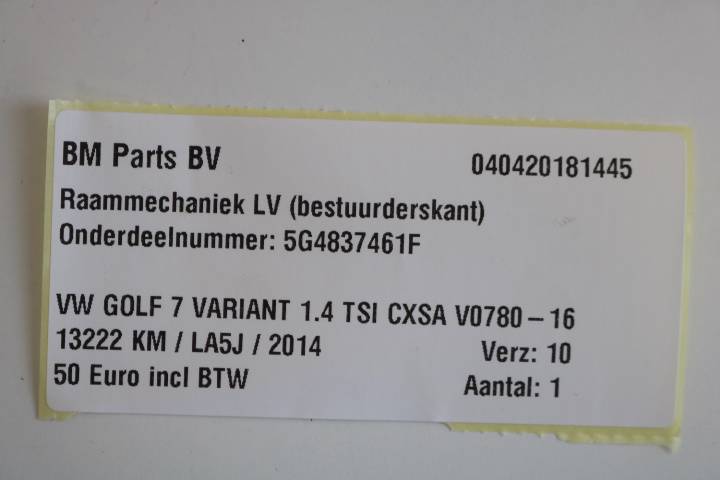 BM Parts BV 040420181445
Raammechaniek LV (bestuurderskant)
Onderdeelnummer: 5G4837461F
VW GOLF 7 VARIANT 1.4 TSI CXSA V0780-16
13222 KM / LA5J / 2014 Verz: 10
50 Euro incl BTW Aantal: 1